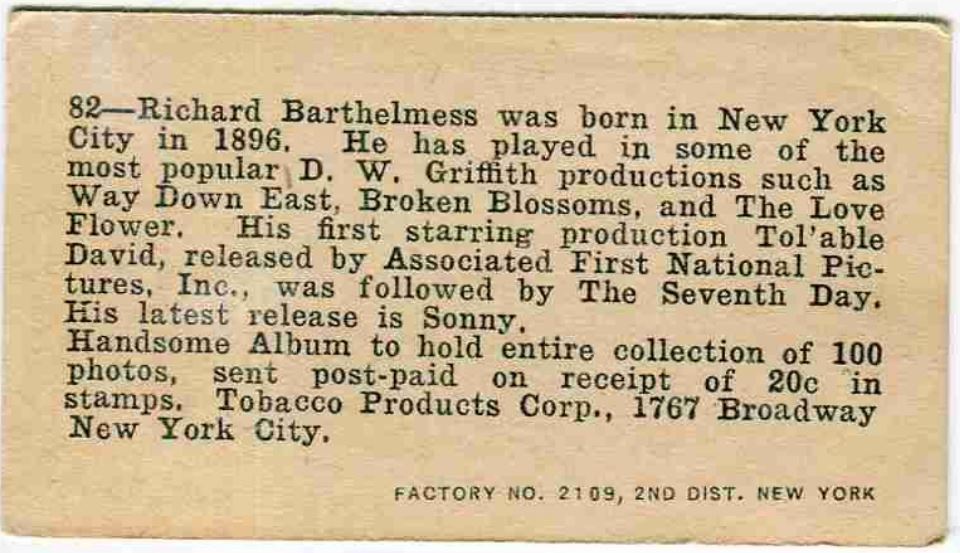 82—Richard Barthelmess was born in New York
City in 1896. He has played in some of the
most popular D. W. Griffith productions such as
Way Down East, Broken Blossoms, and The Love
Flower. His first starring production Tol'able
David, released by Associated First National Pic-
tures, Inc., was followed by The Seventh Day.
His latest release is Sonny.
Handsome Album to hold entire collection of 100
photos, sent post-paid on receipt of 20c in
stamps. Tobacco Products Corp., 1767 Broadway
New York City.
FACTORY NO. 2109, 2ND DIST. NEW YORK